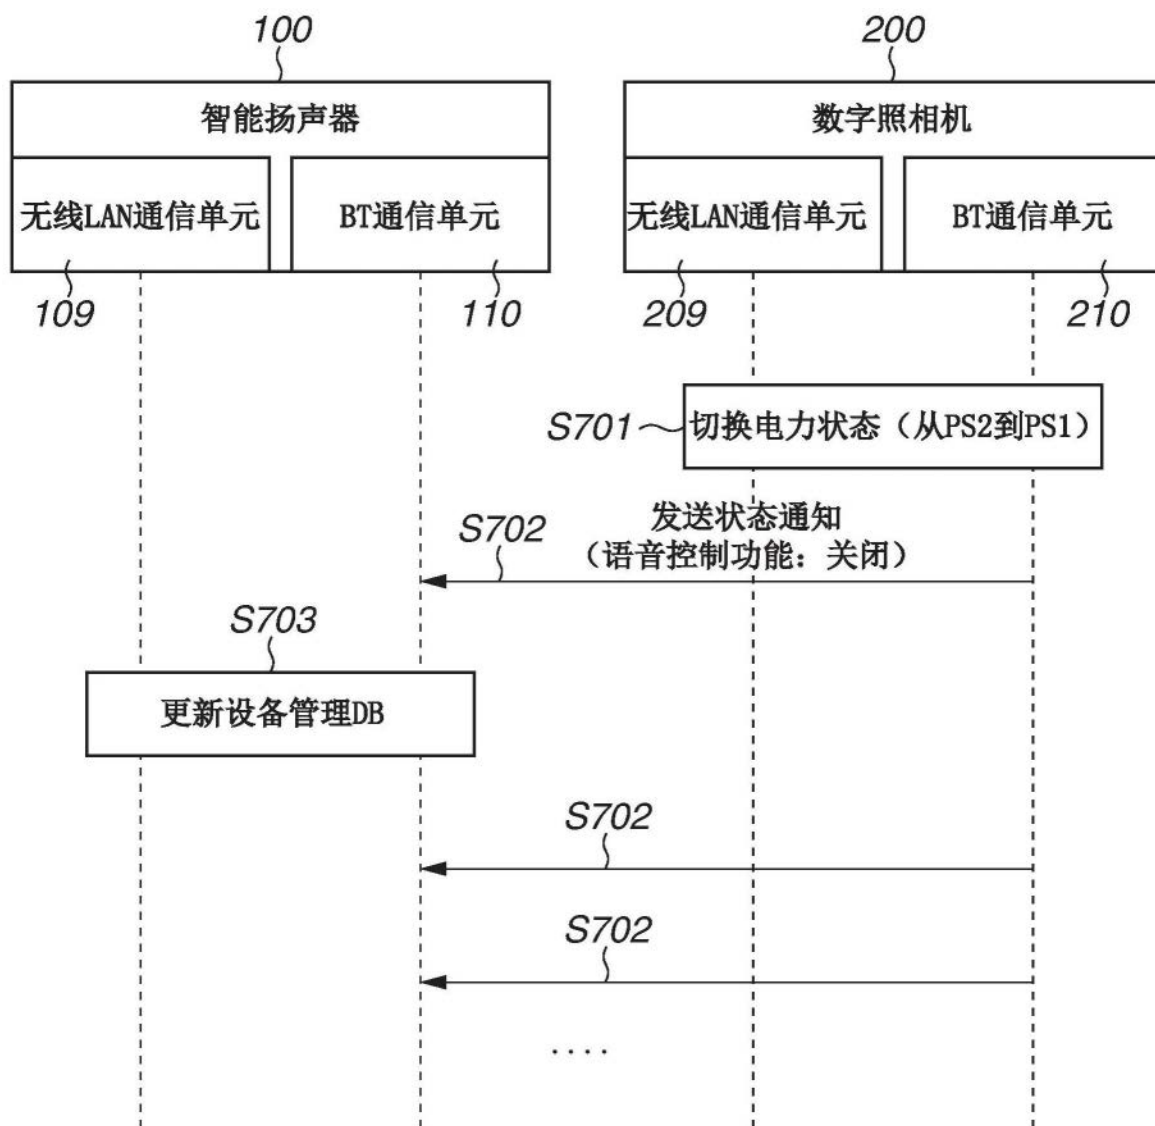 100
200
智能扬声器
数字照相机
无线LAN通信单元
BT通信单元
无线LAN通信单元
BT通信单元
109
110
209
210
S701
切换电力状态（从PS2到PS1）
S702
发送状态通知
（语音控制功能：关闭）
S703
更新设备管理DB
S702
S702
....